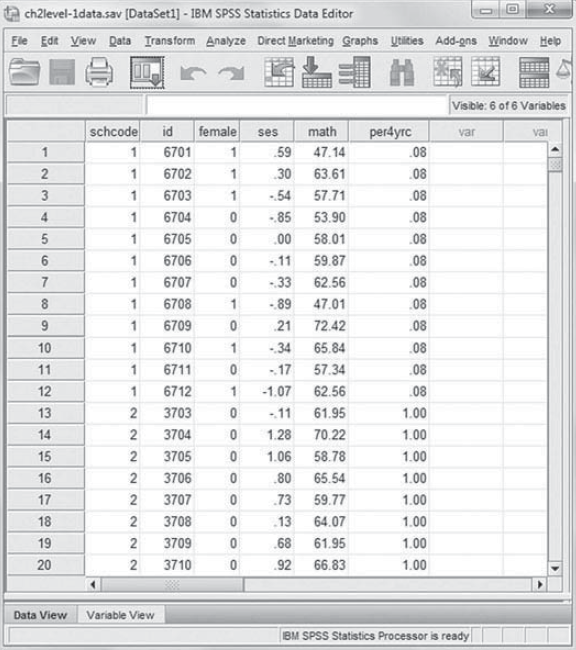 ch2level-1data.sav [DataSet1] - IBM SPSS Statistics Data Editor
File Edit View Data Transform Analyze Direct Marketing Graphs Utilities Add-ons Window Help
Visible: 6 of 6 Variables
schcode id female ses math per4yrc var var
1 1 6701 1 .59 47.14 .08
2 1 6702 1 .30 63.61 .08
3 1 6703 1 -.54 57.71 .08
4 1 6704 0 -.85 53.90 .08
5 1 6705 0 .00 58.01 .08
6 1 6706 0 -.11 59.87 .08
7 1 6707 0 -.33 62.56 .08
8 1 6708 1 -.89 47.01 .08
9 1 6709 0 .21 72.42 .08
10 1 6710 1 -.34 65.84 .08
11 1 6711 0 -.17 57.34 .08
12 1 6712 1 -1.07 62.56 .08
13 2 3703 0 -.11 61.95 1.00
14 2 3704 0 1.28 70.22 1.00
15 2 3705 0 1.06 58.78 1.00
16 2 3706 0 .80 65.54 1.00
17 2 3707 0 .73 59.77 1.00
18 2 3708 0 .13 64.07 1.00
19 2 3709 0 .68 61.95 1.00
20 2 3710 0 .92 66.83 1.00
Data View Variable View
IBM SPSS Statistics Processor is ready